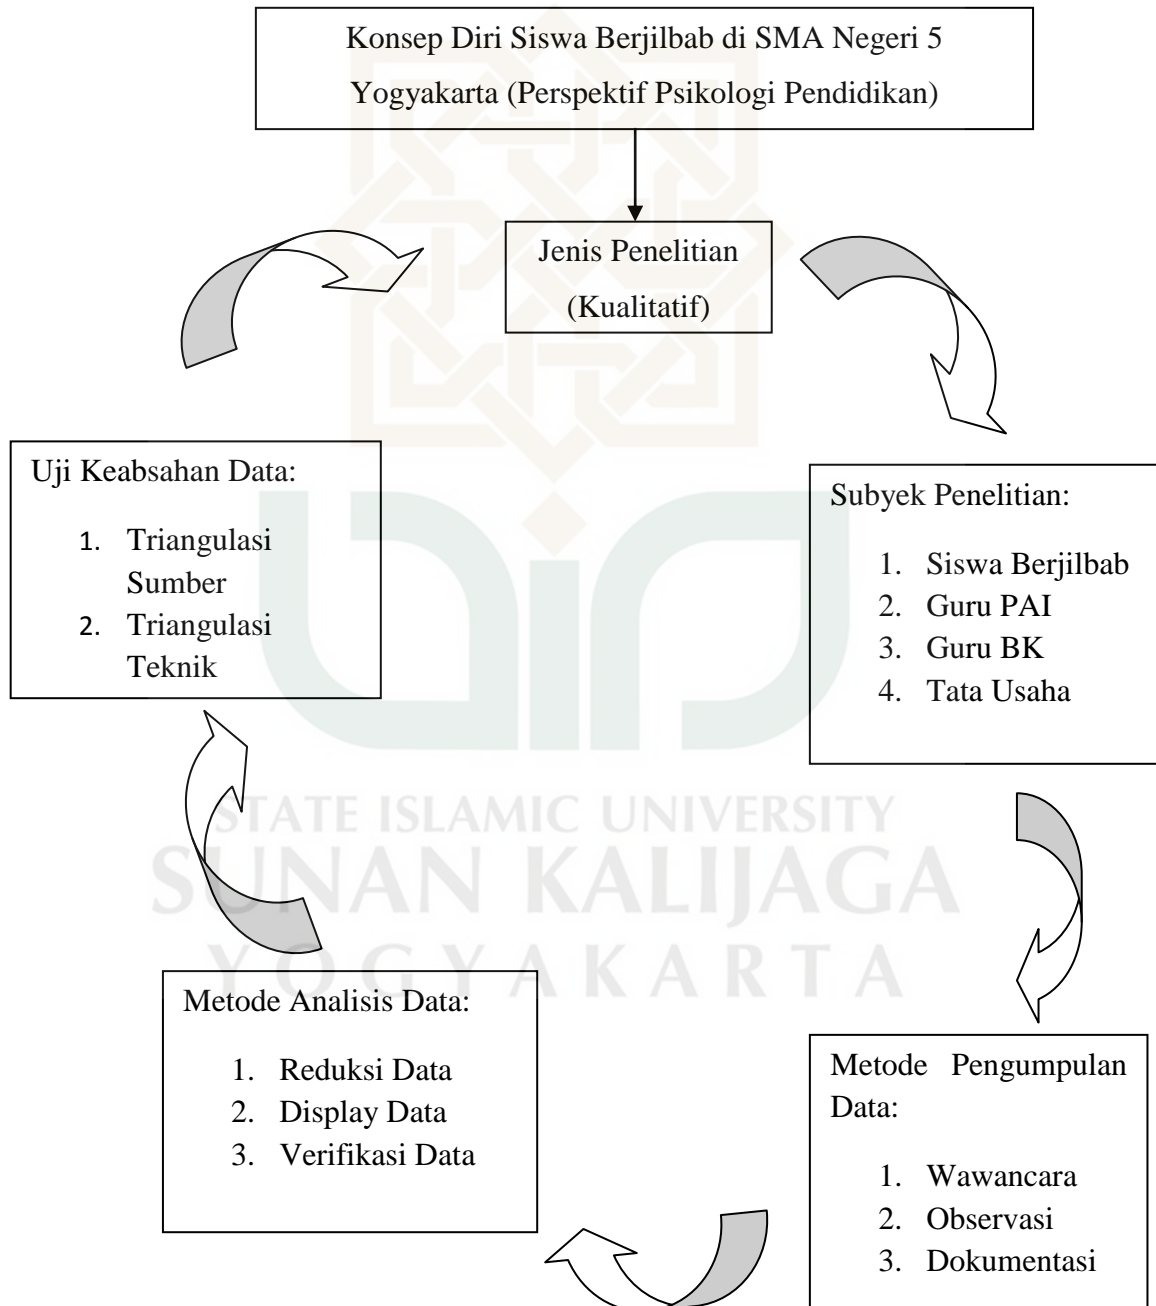 Konsep Diri Siswa Berjilbab di SMA Negeri 5
Yogyakarta (Perspektif Psikologi Pendidikan)
Jenis Penelitian
(Kualitatif)
Uji Keabsahan Data:
1. Triangulasi
Sumber
2. Triangulasi
Teknik
Subyek Penelitian:
1. Siswa Berjilbab
2. Guru PAI
3. Guru BK
4. Tata Usaha
STATE ISLAMIC UNIVERSITY
SUNAN KALIJAGA
YOGYAKARTA
Metode Analisis Data:
1. Reduksi Data
2. Display Data
3. Verifikasi Data
Metode Pengumpulan
Data:
1. Wawancara
2. Observasi
3. Dokumentasi